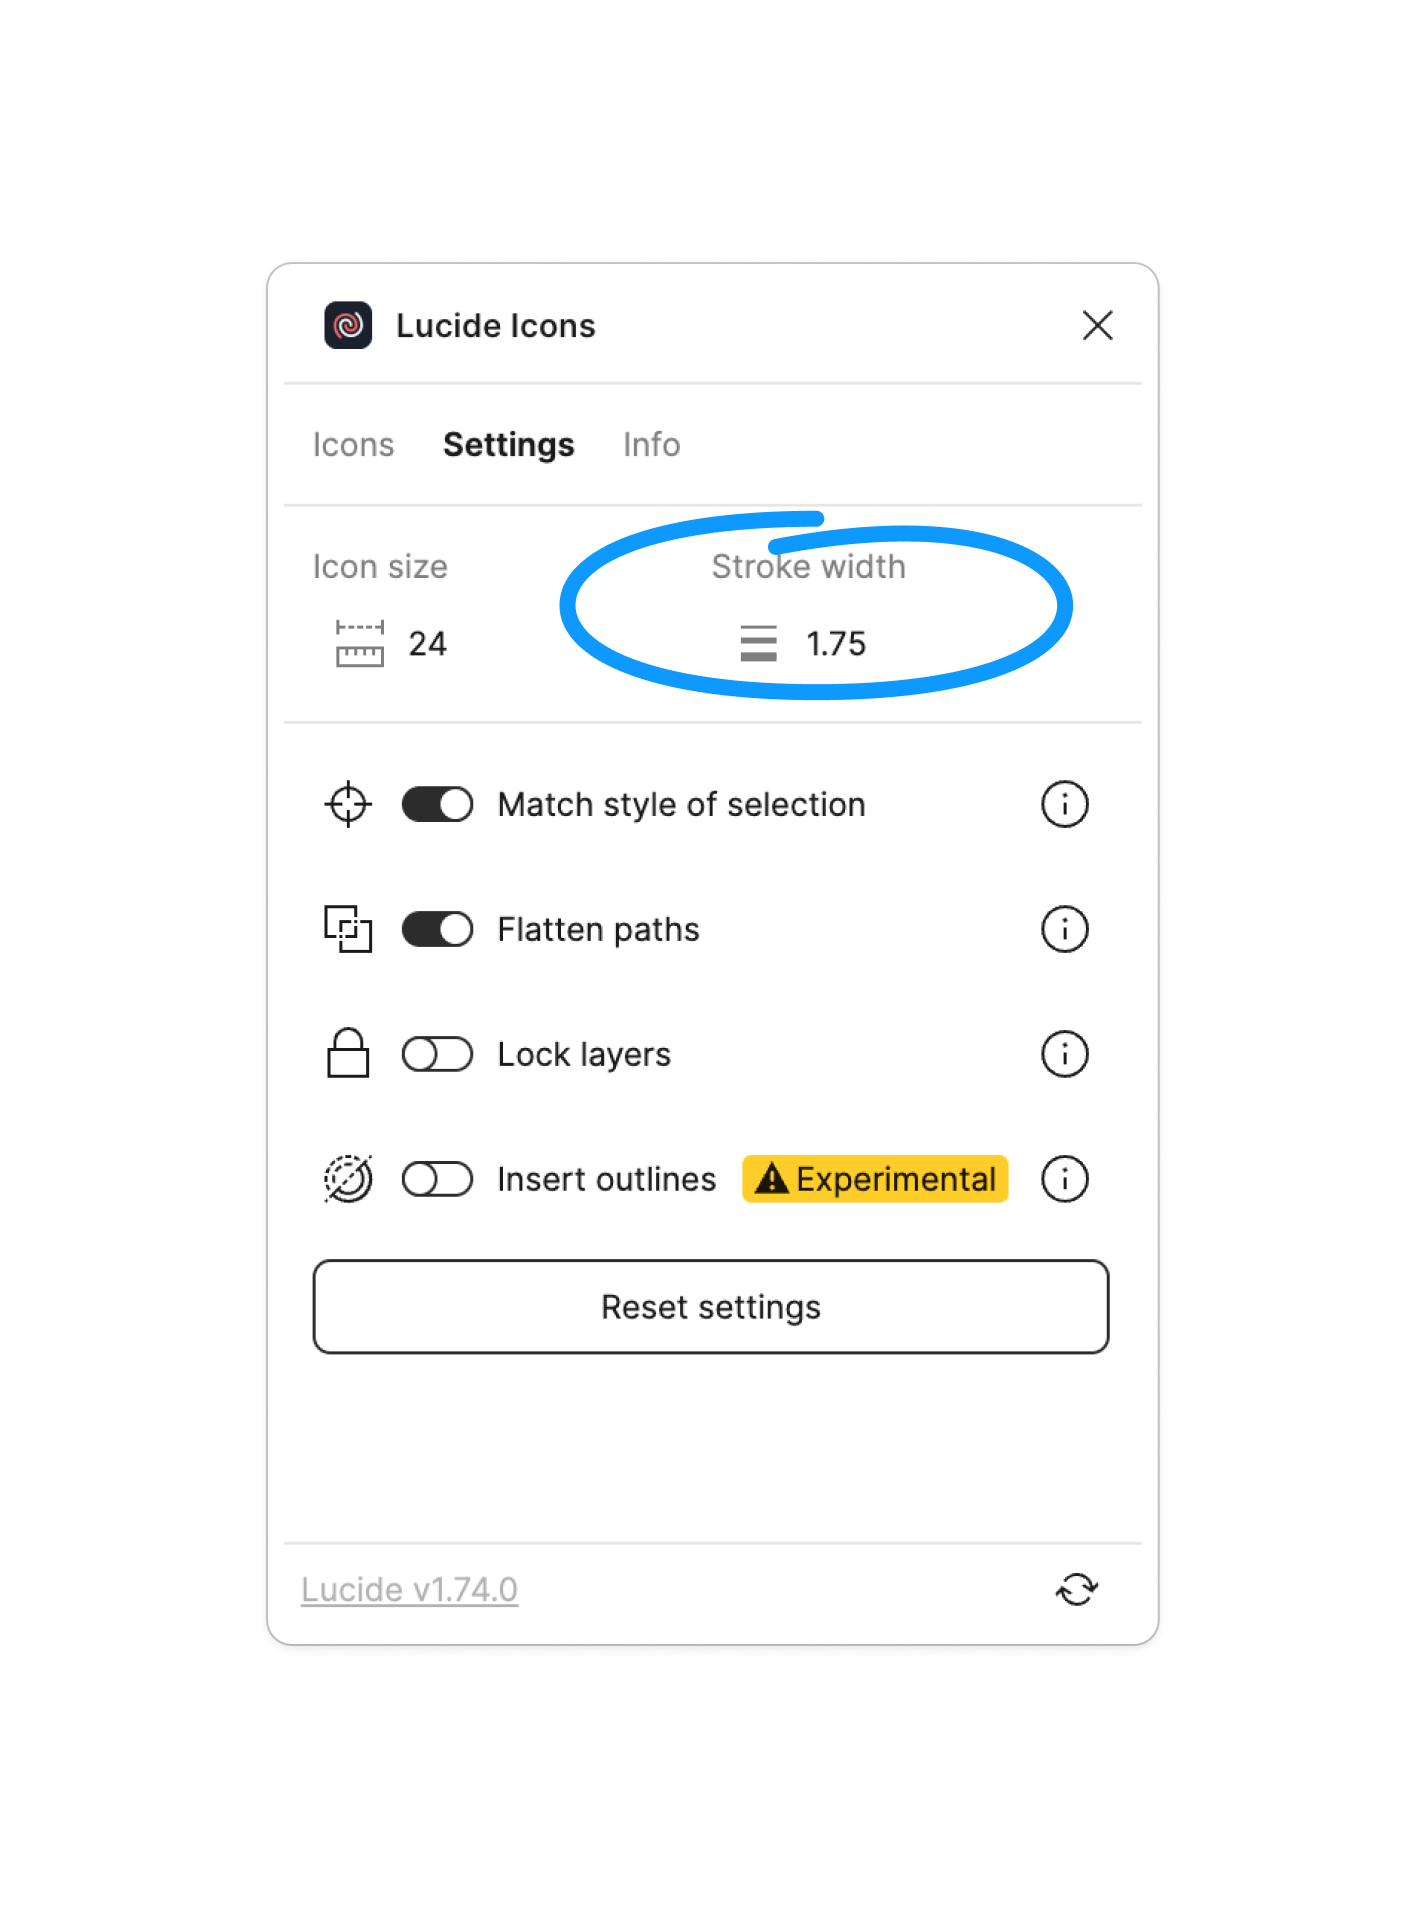 Lucide Icons
Icons Settings Info
Icon size Stroke width
24 1.75
Match style of selection
Flatten paths
Lock layers
Insert outlines Experimental
Reset settings
Lucide v1.74.0